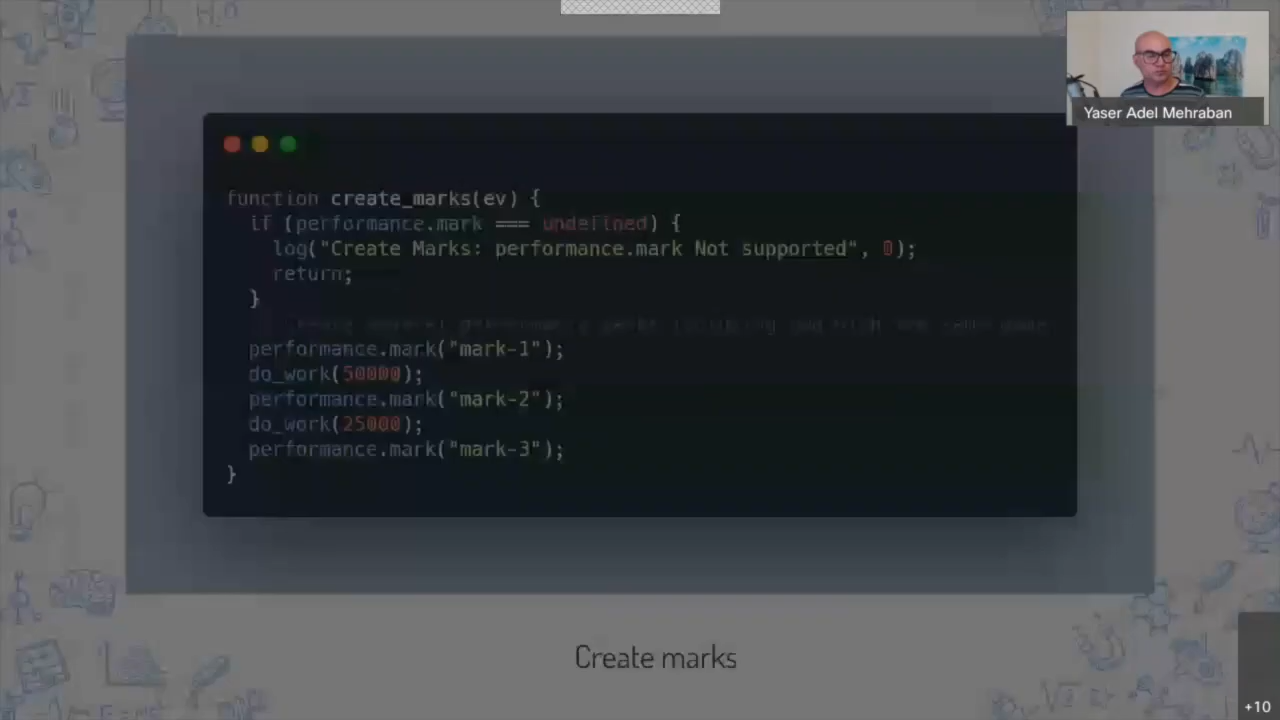 Yaser Adel Mehraban
function create_marks(ev) {
if (performance.mark === undefined) {
log("Create Marks: performance.mark Not supported", 0);
return;
}
performance.mark("mark-1");
do_work(50000);
performance.mark("mark-2");
do_work(25000);
performance.mark("mark-3");
}
Create marks
+10